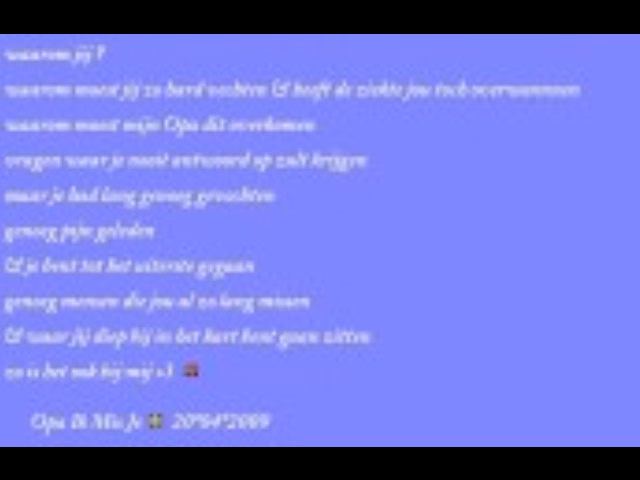 waarom jij ?
waarom moest jij zo hard vechten & heeft de ziekte jou toch overwonnen
waarom moest mijn Opa dit overkomen
vragen waar je nooit antwoord op zult krijgen
maar je had lang genoeg gevochten
genoeg pijn geleden
& je bent tot het uiterste gegaan
genoeg mensen die jou al zo lang missen
& waar jij diep bij in het hart bent gaan zitten
zo is het ook bij mij <3
Opa Ik Mis Je 20*04*2009